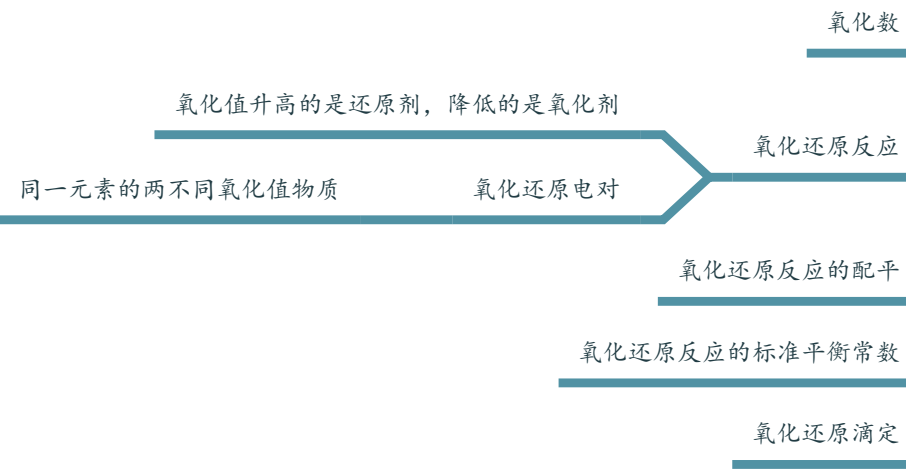 氧化数
氧化值升高的是还原剂，降低的是氧化剂
氧化还原反应
同一元素的两不同氧化值物质
氧化还原电对
氧化还原反应的配平
氧化还原反应的标准平衡常数
氧化还原滴定